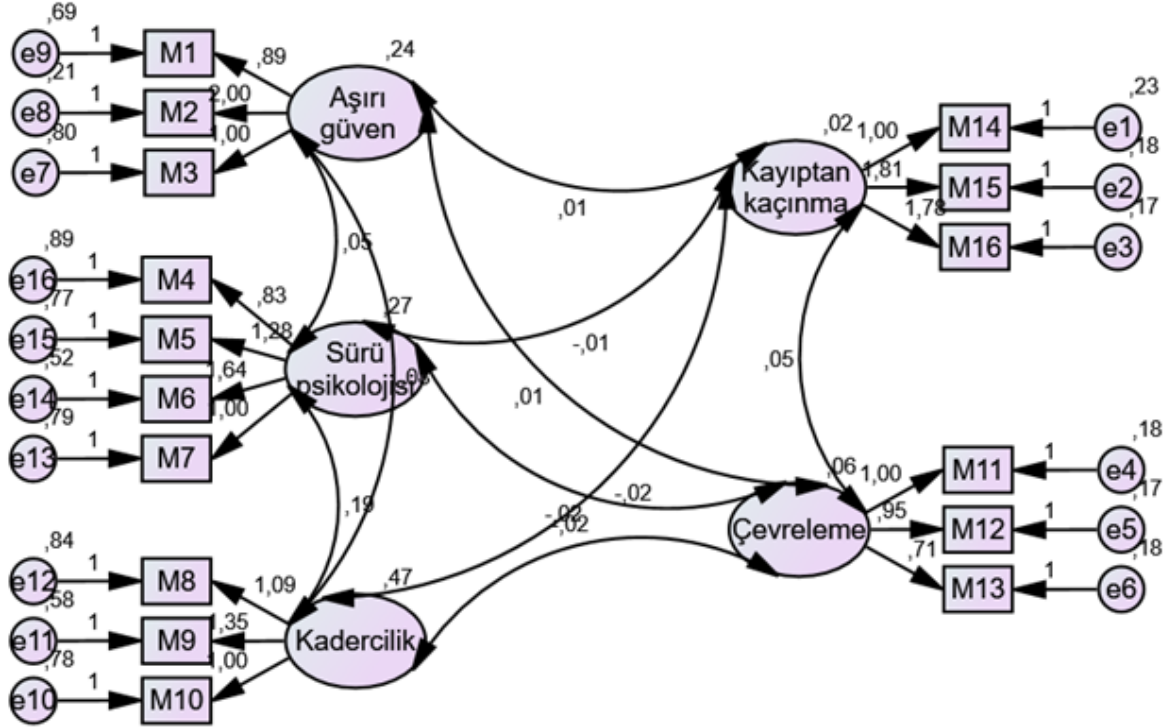 ,69
e9
1
M1
,89
,21
e8
1
M2
2,00
,80
e7
1
M3
1,00
,24
Aşırı
güven
,05
,01
,89
e16
1
M4
,83
,77
e15
1
M5
1,28
,52
e14
1
M6
1,64
,79
e13
1
M7
1,00
,27
Sürü
psikolojisi
-,01
,01
,19
,84
e12
1
M8
1,09
,58
e11
1
M9
1,35
,78
e10
1
M10
1,00
,47
Kadercilik
-,02
-,02
-,02
,02
Kayıptan
kaçınma
1,00
M14
1
e1
,23
1,81
M15
1
e2
,18
1,78
M16
1
e3
,17
,05
,06
Çevreleme
1,00
M11
1
e4
,18
,95
M12
1
e5
,17
,71
M13
1
e6
,18